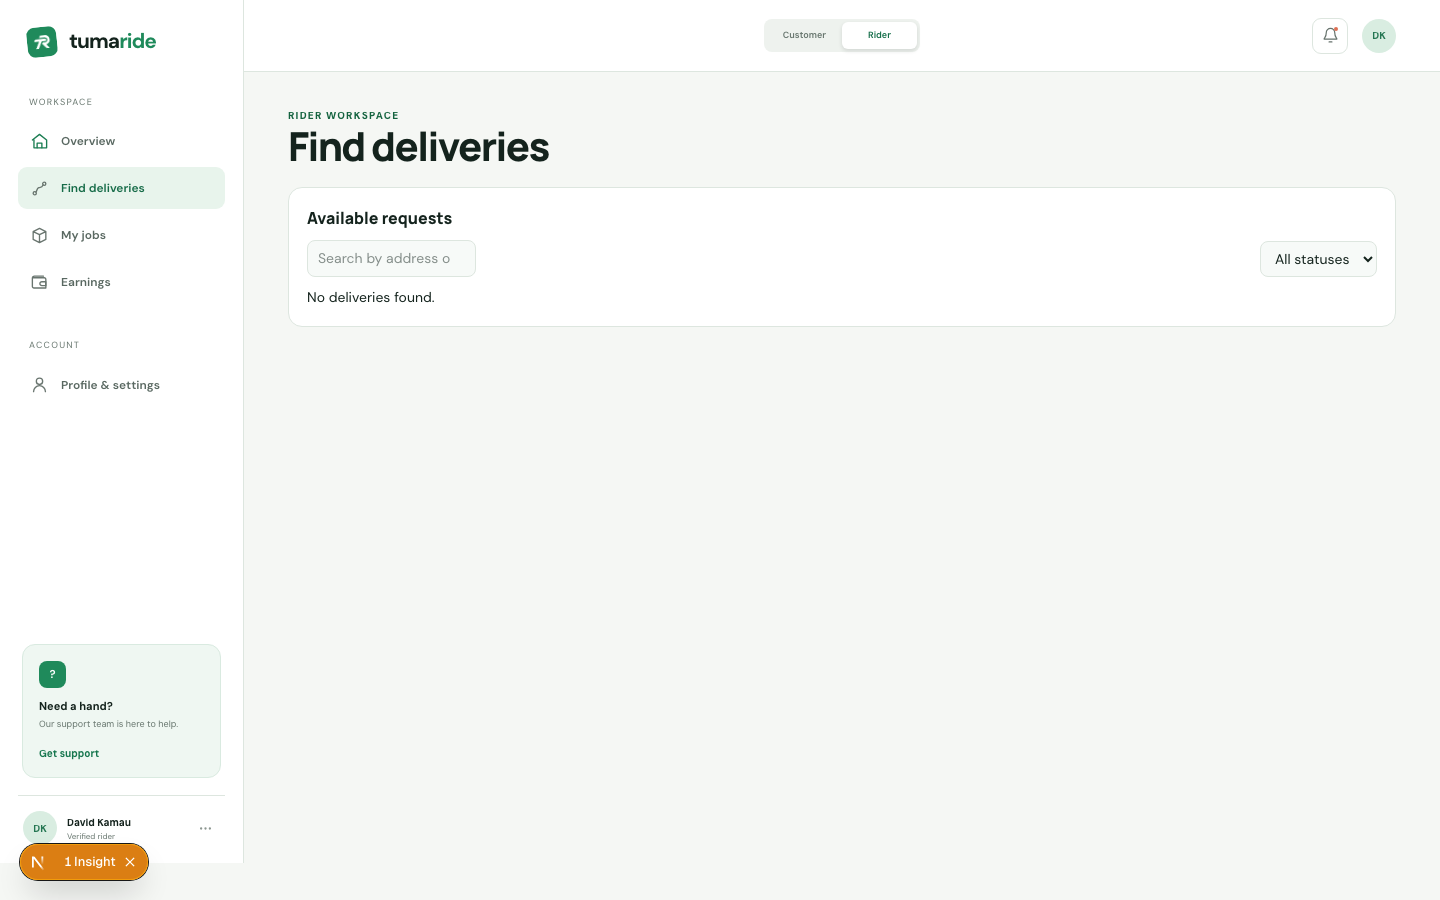 tumaride
Customer
Rider
DK
WORKSPACE
Overview
Find deliveries
My jobs
Earnings
ACCOUNT
Profile & settings
RIDER WORKSPACE
Find deliveries
Available requests
Search by address o
All statuses
No deliveries found.
?
Need a hand?
Our support team is here to help.
Get support
DK
David Kamau
Verified rider
1 Insight